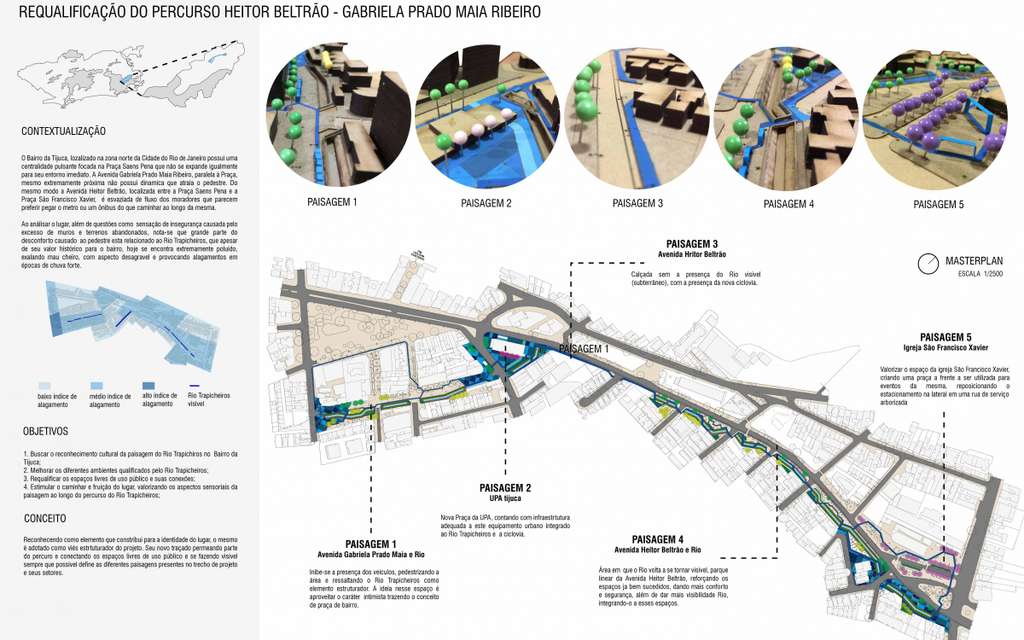 REQUALIFICAÇÃO DO PERCURSO HEITOR BELTRÃO - GABRIELA PRADO MAIA RIBEIRO
CONTEXTUALIZAÇÃO
O Bairro da Tijuca, localizado na zona norte da Cidade do Rio de Janeiro possui uma
centralidade pulsante focada na Praça Saens Pena que não se expande igualmente
para seu entorno imediato. A Avenida Gabriela Prado Maia Ribeiro, paralela à Praça,
mesmo extremamente próxima não possui dinamica que atraia o pedestre. Do
mesmo modo a Avenida Heitor Beltrão, localizada entre a Praça Saens Pena e a
Praça São Francisco Xavier, é esvaziada de fluxo dos moradores que parecem
preferir pegar o metro ou um ônibus do que caminhar ao longo da mesma.
Ao análisar o lugar, além de questões como sensação de insegurança causada pelo
excesso de muros e terrenos abandonados, nota-se que grande parte do
desconforto causado ao pedestre esta relacionado ao Rio Trapicheiros, que apesar
de seu valor histórico para o bairro, hoje se encontra extremamente poluido,
exalando mau cheiro, com aspecto desagravel e provocando alagamentos em
épocas de chuva forte.
baixo indice de
alagamento
médio indice de
alagamento
alto indice de
alagamento
Rio Trapicheiros
visivel
OBJETIVOS
1. Buscar o reconhecimento cultural da paisagem do Rio Trapichiros no Bairro da
Tijuca;
2. Melhorar os diferentes ambientes qualificados pelo Rio Trapicheiros;
3. Requalificar os espaços livres de uso público e suas conexões;
4. Estimular o caminhar e fruição do lugar, valorizando os aspectos sensoriais da
paisagem ao longo do percurso do Rio Trapicheiros;
CONCEITO
Reconhecendo como elemento que constribui para a identidade do lugar, o mesmo
é adotado como viés estruturador do projeto. Seu novo traçado permeando parte
do percuro e conectando os espaços livres de uso público e se fazendo visivel
sempre que possivel define as diferentes paisagens presentes no trecho de projeto
e seus setores.
PAISAGEM 1
PAISAGEM 2
PAISAGEM 3
PAISAGEM 4
PAISAGEM 5
PAISAGEM 3
Avenida Hritor Beltrão
Calçada sem a presença do Rio visivel
(subterrâneo), com a presença da nova ciclovia.
MASTERPLAN
ESCALA 1/2500
PAISAGEM 1
PAISAGEM 5
Igreja São Francisco Xavier
Valorizar o espaço da igreja São Francisco Xavier,
criando uma praça a frente a ser utilizada para
eventos da mesma, reposicionando o
estacionamento na lateral em uma rua de serviço
arborizada
PAISAGEM 2
UPA tijuca
Nova Praça da UPA, contando com infraestrtutura
adequada a este equipamento urbano integrado
ao Rio Trapicheiros e a ciclovia.
PAISAGEM 1
Avenida Gabriela Prado Maia e Rio
Inibe-se a presença dos veiculos, pedestrizando a
área e ressaltando o Rio Trapicheiros como
elemento estruturador. A ideia nesse espaço é
aproveitar o caráter intimista trazendo o conceito
de praça de bairro.
PAISAGEM 4
Avenida Heitor Beltrão e Rio
Área em que o Rio volta a se tornar visivel, parque
linear da Avenida Heitor Beltrão, reforçando os
espaços ja bem sucedidos, dando mais conforto
e segurança, além de dar mais visibilidade Rio,
integrando-o a esses espaços.